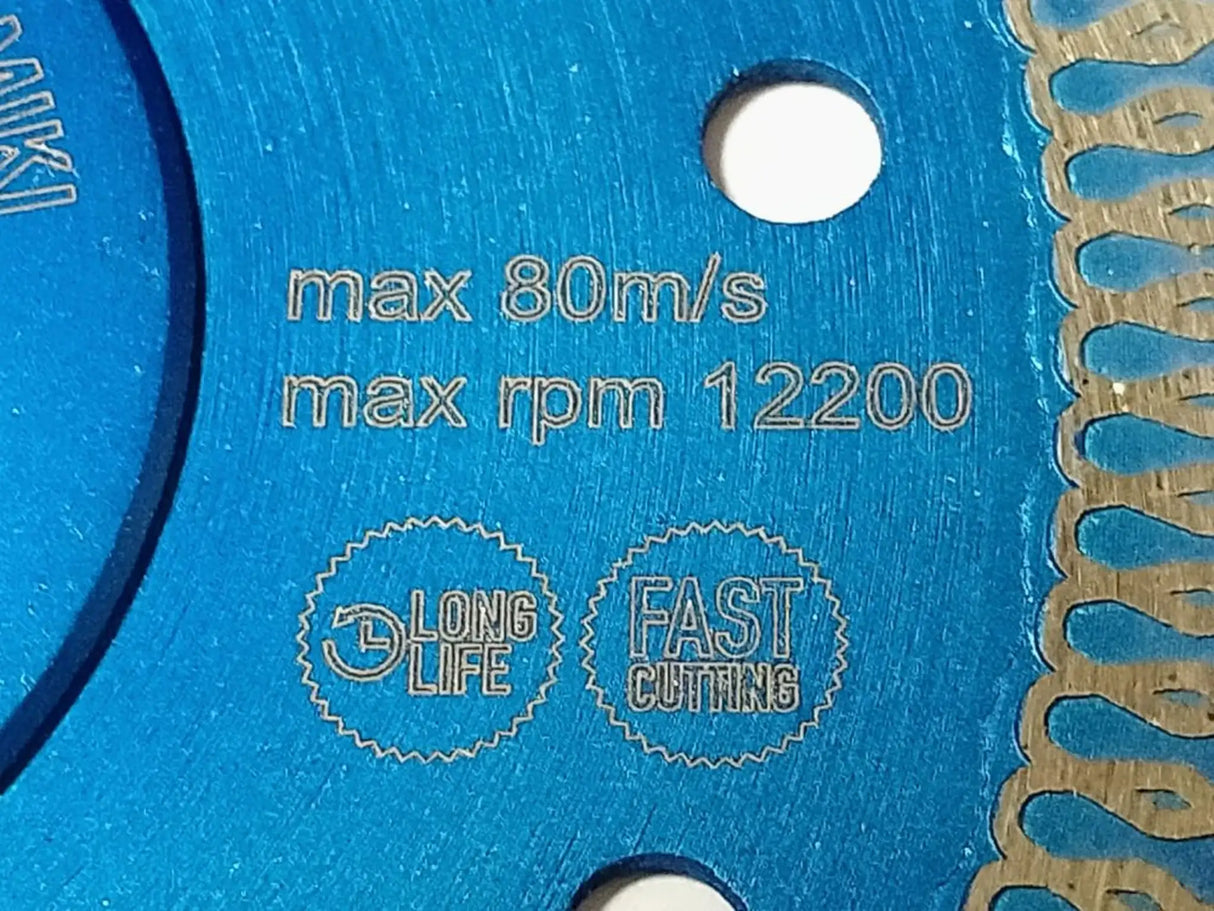 max 80m/s
max rpm 12200
LONG
LIFE
FAST
CUTTING